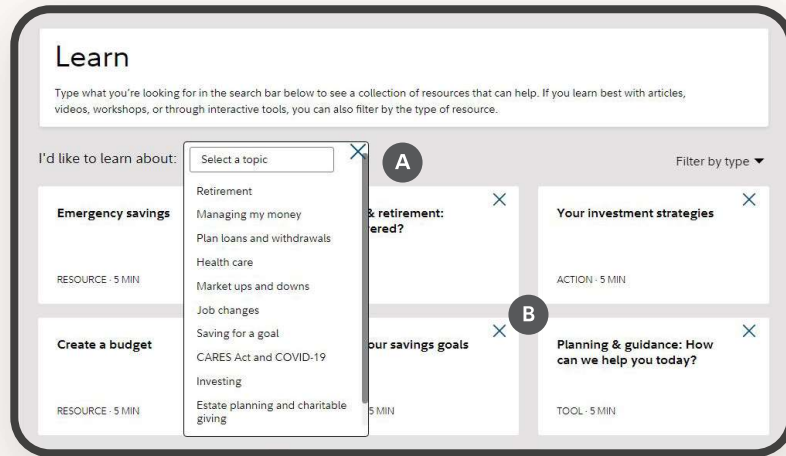 Learn
Type what you're looking for in the search bar below to see a collection of resources that can help. If you learn best with articles,
videos, workshops, or through interactive tools, you can also filter by the type of resource.
I'd like to learn about:
Select a topic
A
Filter by type
Retirement
Managing my money
Plan loans and withdrawals
Health care
Market ups and downs
Job changes
Saving for a goal
CARES Act and COVID-19
Investing
Estate planning and charitable
giving
Emergency savings
RESOURCE · 5 MIN
& retirement:
Your investment strategies
ACTION · 5 MIN
B
Create a budget
RESOURCE · 5 MIN
savings goals
5 MIN
Planning & guidance: How
can we help you today?
TOOL · 5 MIN